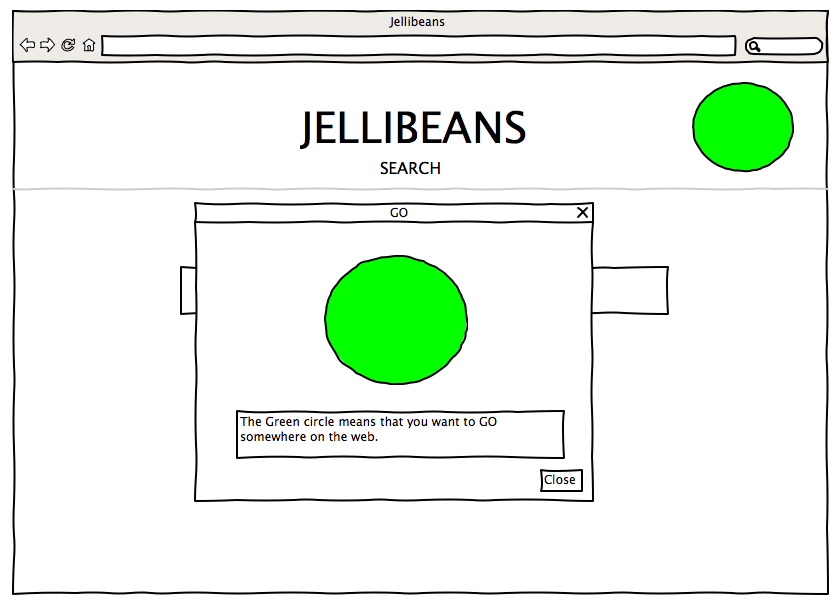 Jellibeans
JELLIBEANS
SEARCH
GO
The Green circle means that you want to GO
somewhere on the web.
Close